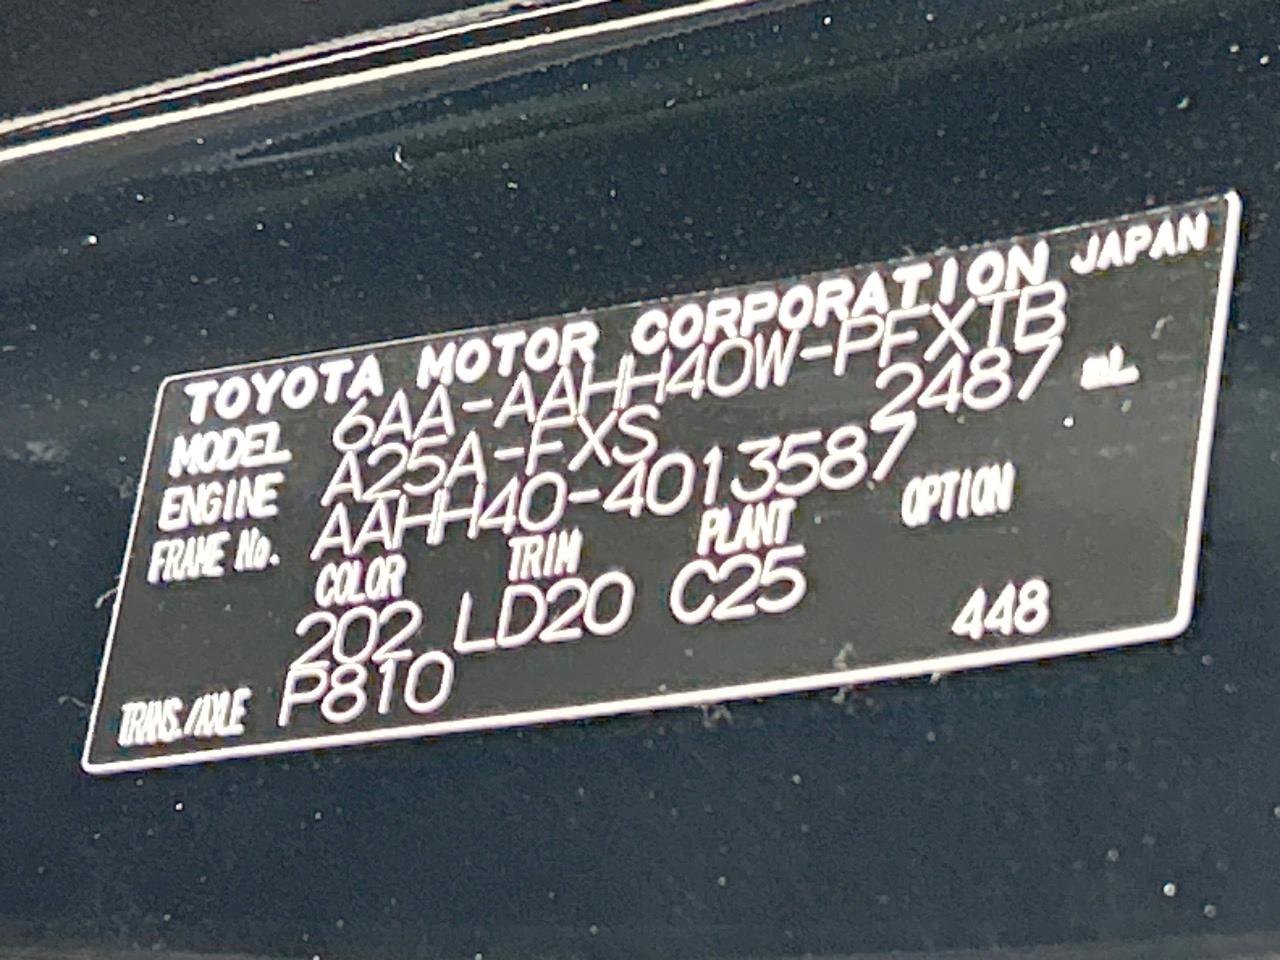 TOYOTA MOTOR CORPORATION JAPAN
MODEL 6AA-AAHH40W-PFXTB
ENGINE A25A-FXS 2487 mL
FRAME No. AAHH40-4013587
COLOR TRIM PLANT OPTION
202 LD20 C25 448
TRANS./AXLE P810